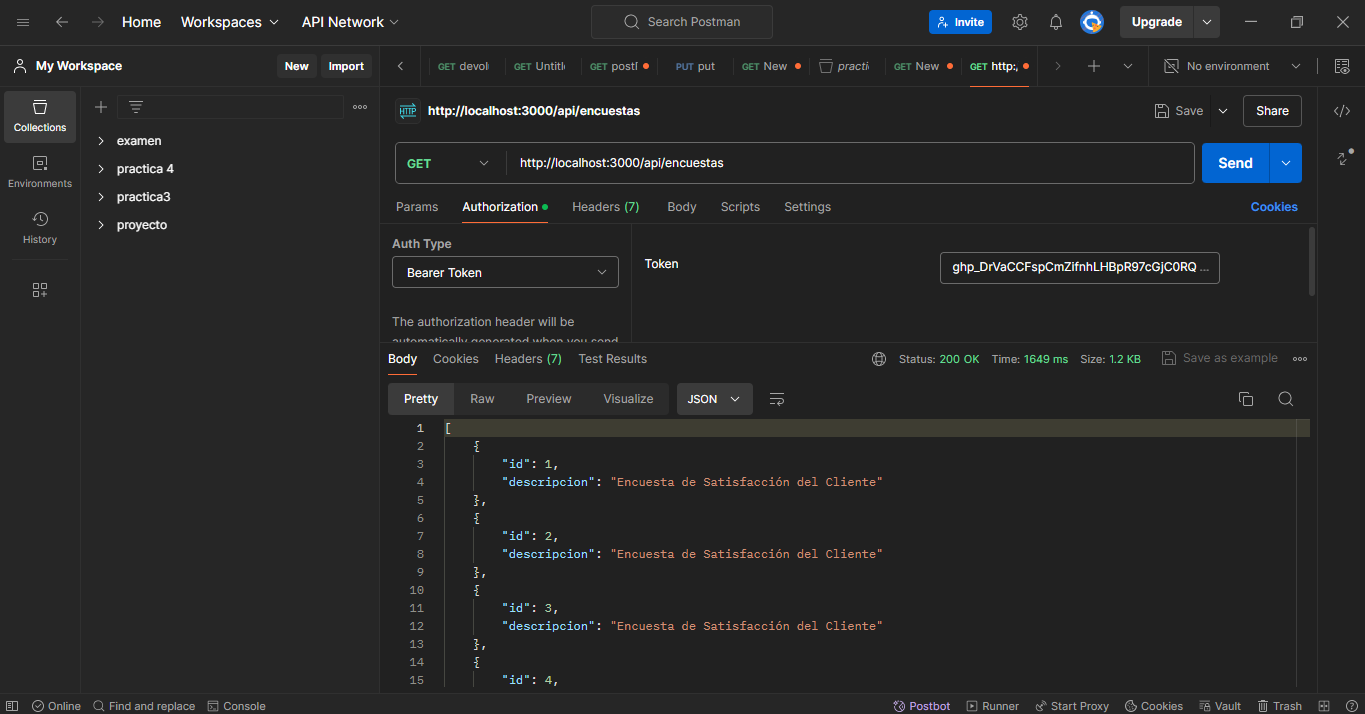 Home Workspaces API Network Search Postman Invite Upgrade
My Workspace New Import GET devol GET Untitl GET postl PUT put GET New practi GET New GET http:, No environment
Collections
Environments
History
examen
practica 4
practica3
proyecto
HTTP http://localhost:3000/api/encuestas Save Share
GET http://localhost:3000/api/encuestas Send
Params Authorization Headers (7) Body Scripts Settings Cookies
Auth Type
Bearer Token
Token ghp_DrVaCCFspCmZifnhLHBpR97cGjC0RQ ...
The authorization header will be
automatically generated when you send
Body Cookies Headers (7) Test Results Status: 200 OK Time: 1649 ms Size: 1.2 KB Save as example
Pretty Raw Preview Visualize JSON
1 [
2 {
3 "id": 1,
4 "descripcion": "Encuesta de Satisfacción del Cliente"
5 },
6 {
7 "id": 2,
8 "descripcion": "Encuesta de Satisfacción del Cliente"
9 },
10 {
11 "id": 3,
12 "descripcion": "Encuesta de Satisfacción del Cliente"
13 },
14 {
15 "id": 4,
Online Find and replace Console Postbot Runner Start Proxy Cookies Vault Trash